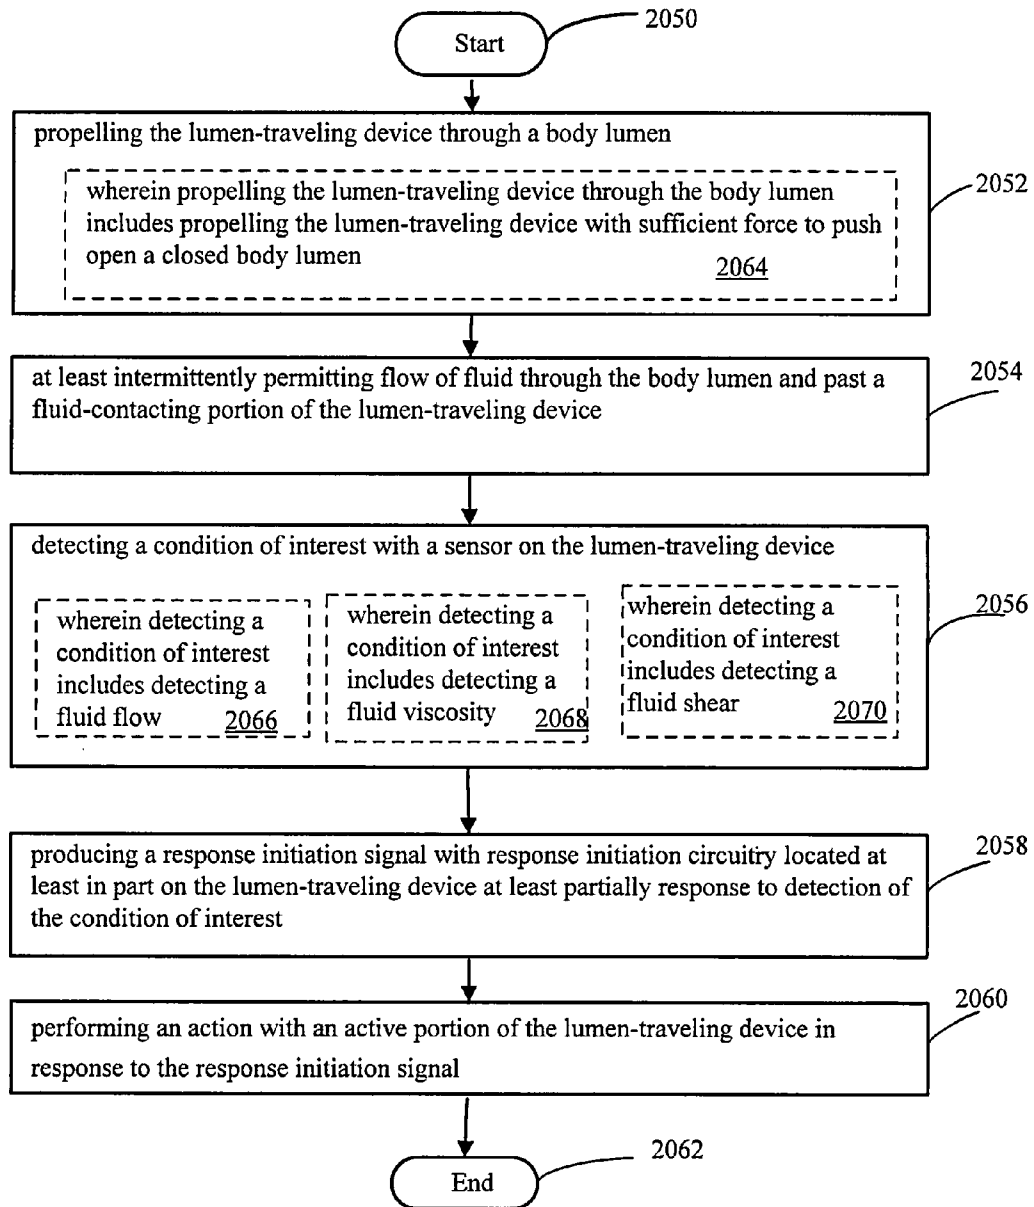 Start
2050
propelling the lumen-traveling device through a body lumen
wherein propelling the lumen-traveling device through the body lumen
includes propelling the lumen-traveling device with sufficient force to push
open a closed body lumen
2064
2052
at least intermittently permitting flow of fluid through the body lumen and past a
fluid-contacting portion of the lumen-traveling device
2054
detecting a condition of interest with a sensor on the lumen-traveling device
wherein detecting a
condition of interest
includes detecting a
fluid flow 2066
wherein detecting a
condition of interest
includes detecting a
fluid viscosity 2068
wherein detecting a
condition of interest
includes detecting a
fluid shear 2070
2056
producing a response initiation signal with response initiation circuitry located at
least in part on the lumen-traveling device at least partially response to detection of
the condition of interest
2058
performing an action with an active portion of the lumen-traveling device in
response to the response initiation signal
2060
End
2062